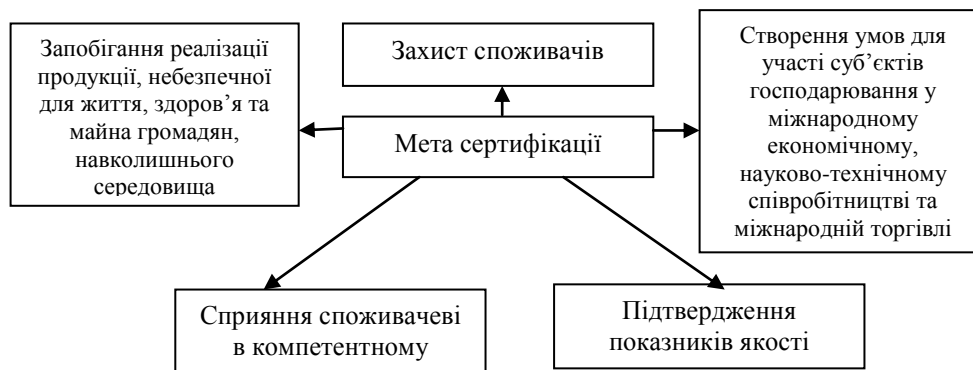 Запобігання реалізації
продукції, небезпечної
для життя, здоров’я та
майна громадян,
навколишнього
середовища
Захист споживачів
Мета сертифікації
Створення умов для
участі суб’єктів
господарювання у
міжнародному
економічному,
науково-технічному
співробітництві та
міжнародній торгівлі
Сприяння споживачеві
в компетентному
Підтвердження
показників якості